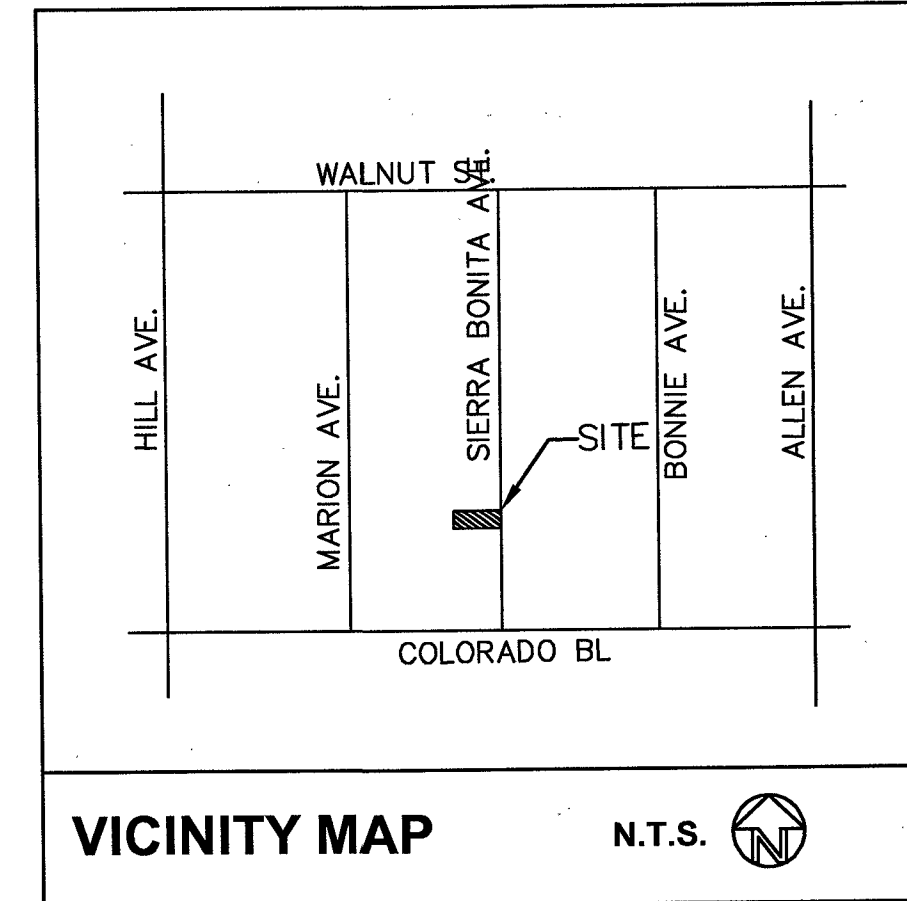 WALNUT ST.
SIERRA BONITA AVE.
HILL AVE.
MARION AVE.
BONNIE AVE.
ALLEN AVE.
SITE
COLORADO BL
VICINITY MAP
N.T.S.
N